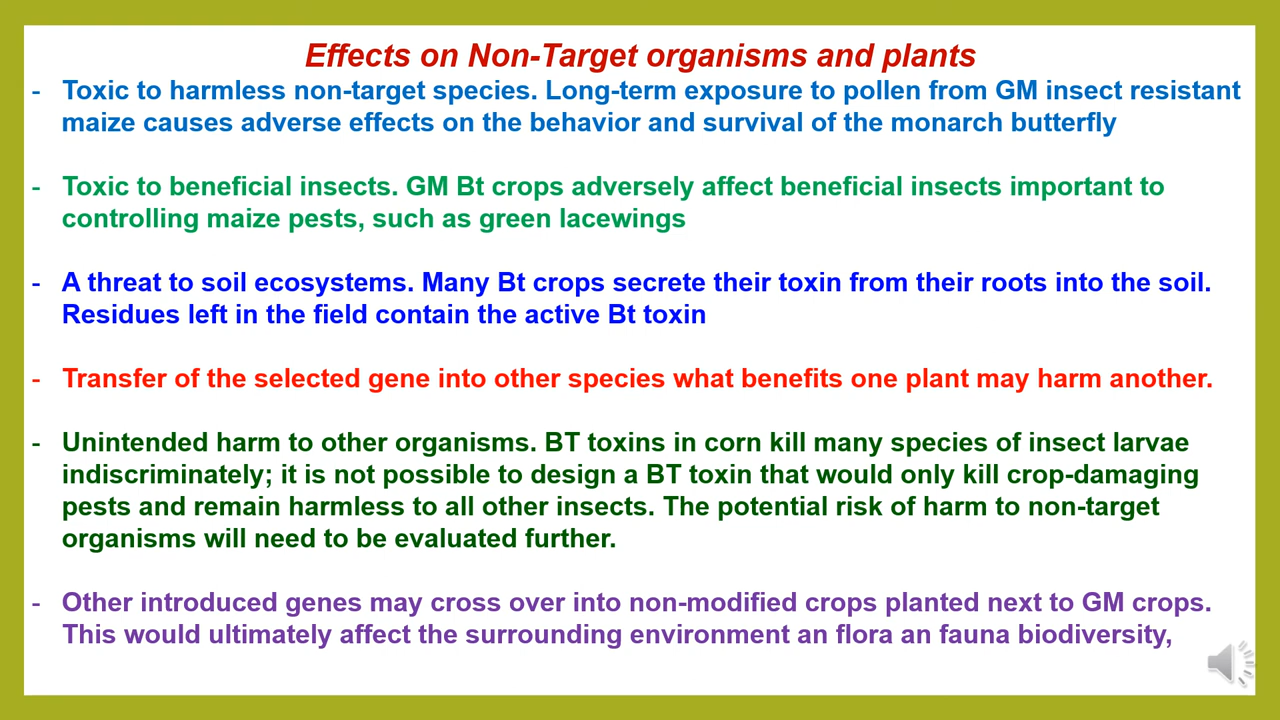 Effects on Non-Target organisms and plants
- Toxic to harmless non-target species. Long-term exposure to pollen from GM insect resistant
maize causes adverse effects on the behavior and survival of the monarch butterfly
- Toxic to beneficial insects. GM Bt crops adversely affect beneficial insects important to
controlling maize pests, such as green lacewings
- A threat to soil ecosystems. Many Bt crops secrete their toxin from their roots into the soil.
Residues left in the field contain the active Bt toxin
- Transfer of the selected gene into other species what benefits one plant may harm another.
- Unintended harm to other organisms. BT toxins in corn kill many species of insect larvae
indiscriminately; it is not possible to design a BT toxin that would only kill crop-damaging
pests and remain harmless to all other insects. The potential risk of harm to non-target
organisms will need to be evaluated further.
- Other introduced genes may cross over into non-modified crops planted next to GM crops.
This would ultimately affect the surrounding environment an flora an fauna biodiversity,